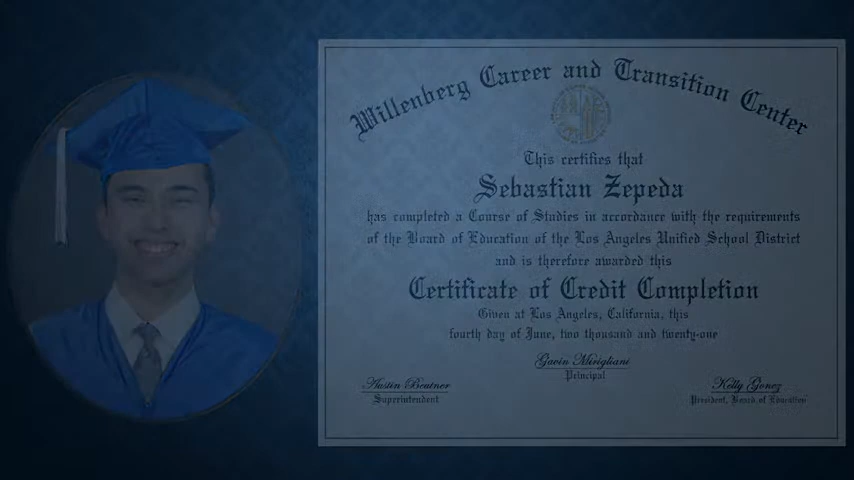 Willenberg Career and Transition Center
This certifies that
Sebastian Zepeda
has completed a Course of Studies in accordance with the requirements
of the Board of Education of the Los Angeles Unified School District
and is therefore awarded this
Certificate of Credit Completion
Given at Los Angeles, California, this
fourth day of June, two thousand and twenty-one
Gavin Mirigliani
Principal
Austin Beutner
Superintendent
Kelly Gonez
President, Board of Education